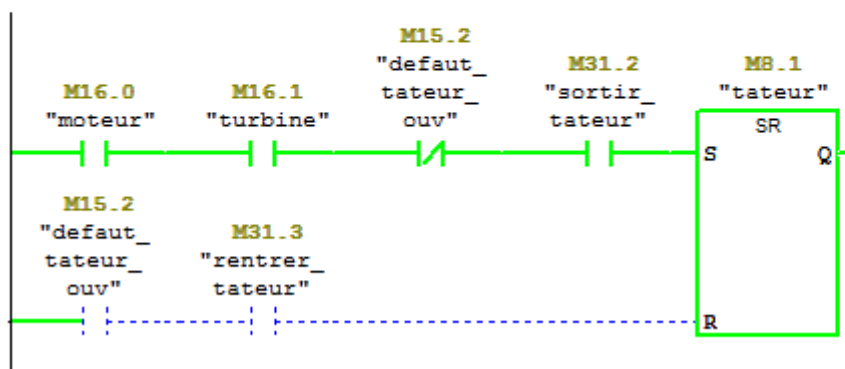 M15.2
"defaut_
tateur_
ouv"
M16.0
"moteur"
M16.1
"turbine"
M31.2
"sortir_
tateur"
M8.1
"tateur"
SR
S
Q
M15.2
"defaut_
tateur_
ouv"
M31.3
"rentrer_
tateur"
R